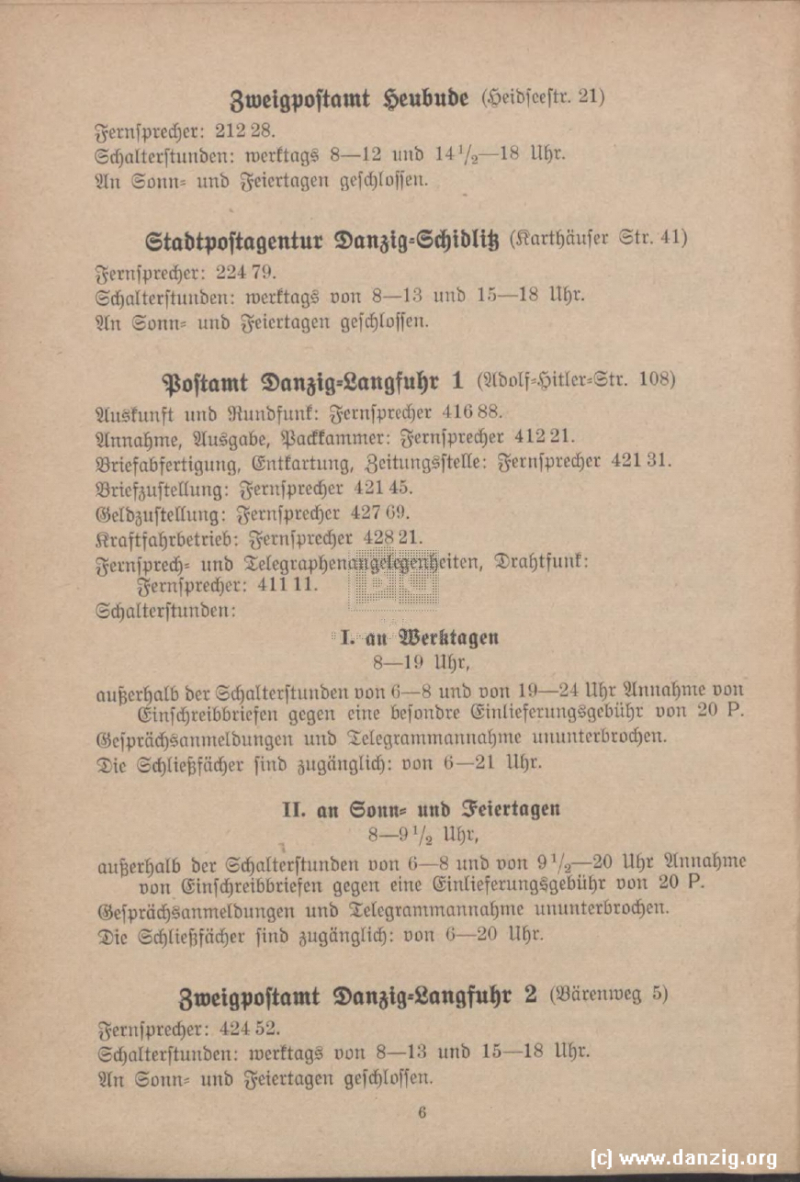 Zweigpostamt Heubude (Heidseestr. 21)
Fernsprecher: 212 28.
Schalterstunden: werktags 8—12 und 14 1/2—18 Uhr.
An Sonn- und Feiertagen geschlossen.
Stadtpostagentur Danzig-Schidlitz (Karthäuser Str. 41)
Fernsprecher: 224 79.
Schalterstunden: werktags von 8—13 und 15—18 Uhr.
An Sonn- und Feiertagen geschlossen.
Postamt Danzig-Langfuhr 1 (Adolf-Hitler-Str. 108)
Auskunft und Rundfunk: Fernsprecher 416 88.
Annahme, Ausgabe, Packkammer: Fernsprecher 412 21.
Briefabfertigung, Entkartung, Zeitungsstelle: Fernsprecher 421 31.
Briefzustellung: Fernsprecher 421 45.
Geldzustellung: Fernsprecher 427 69.
Kraftfahrbetrieb: Fernsprecher 428 21.
Fernsprech- und Telegraphenangelegenheiten, Drahtfunk:
Fernsprecher: 411 11.
Schalterstunden:
I. an Werktagen
8—19 Uhr,
außerhalb der Schalterstunden von 6—8 und von 19—24 Uhr Annahme von
Einschreibbriefen gegen eine besondre Einlieferungsgebühr von 20 P.
Gesprächsanmeldungen und Telegrammannahme ununterbrochen.
Die Schließfächer sind zugänglich: von 6—21 Uhr.
II. an Sonn- und Feiertagen
8—9 1/2 Uhr,
außerhalb der Schalterstunden von 6—8 und von 9 1/2—20 Uhr Annahme
von Einschreibbriefen gegen eine Einlieferungsgebühr von 20 P.
Gesprächsanmeldungen und Telegrammannahme ununterbrochen.
Die Schließfächer sind zugänglich: von 6—20 Uhr.
Zweigpostamt Danzig-Langfuhr 2 (Bärenweg 5)
Fernsprecher: 424 52.
Schalterstunden: werktags von 8—13 und 15—18 Uhr.
An Sonn- und Feiertagen geschlossen.
6
(c) www.danzig.org